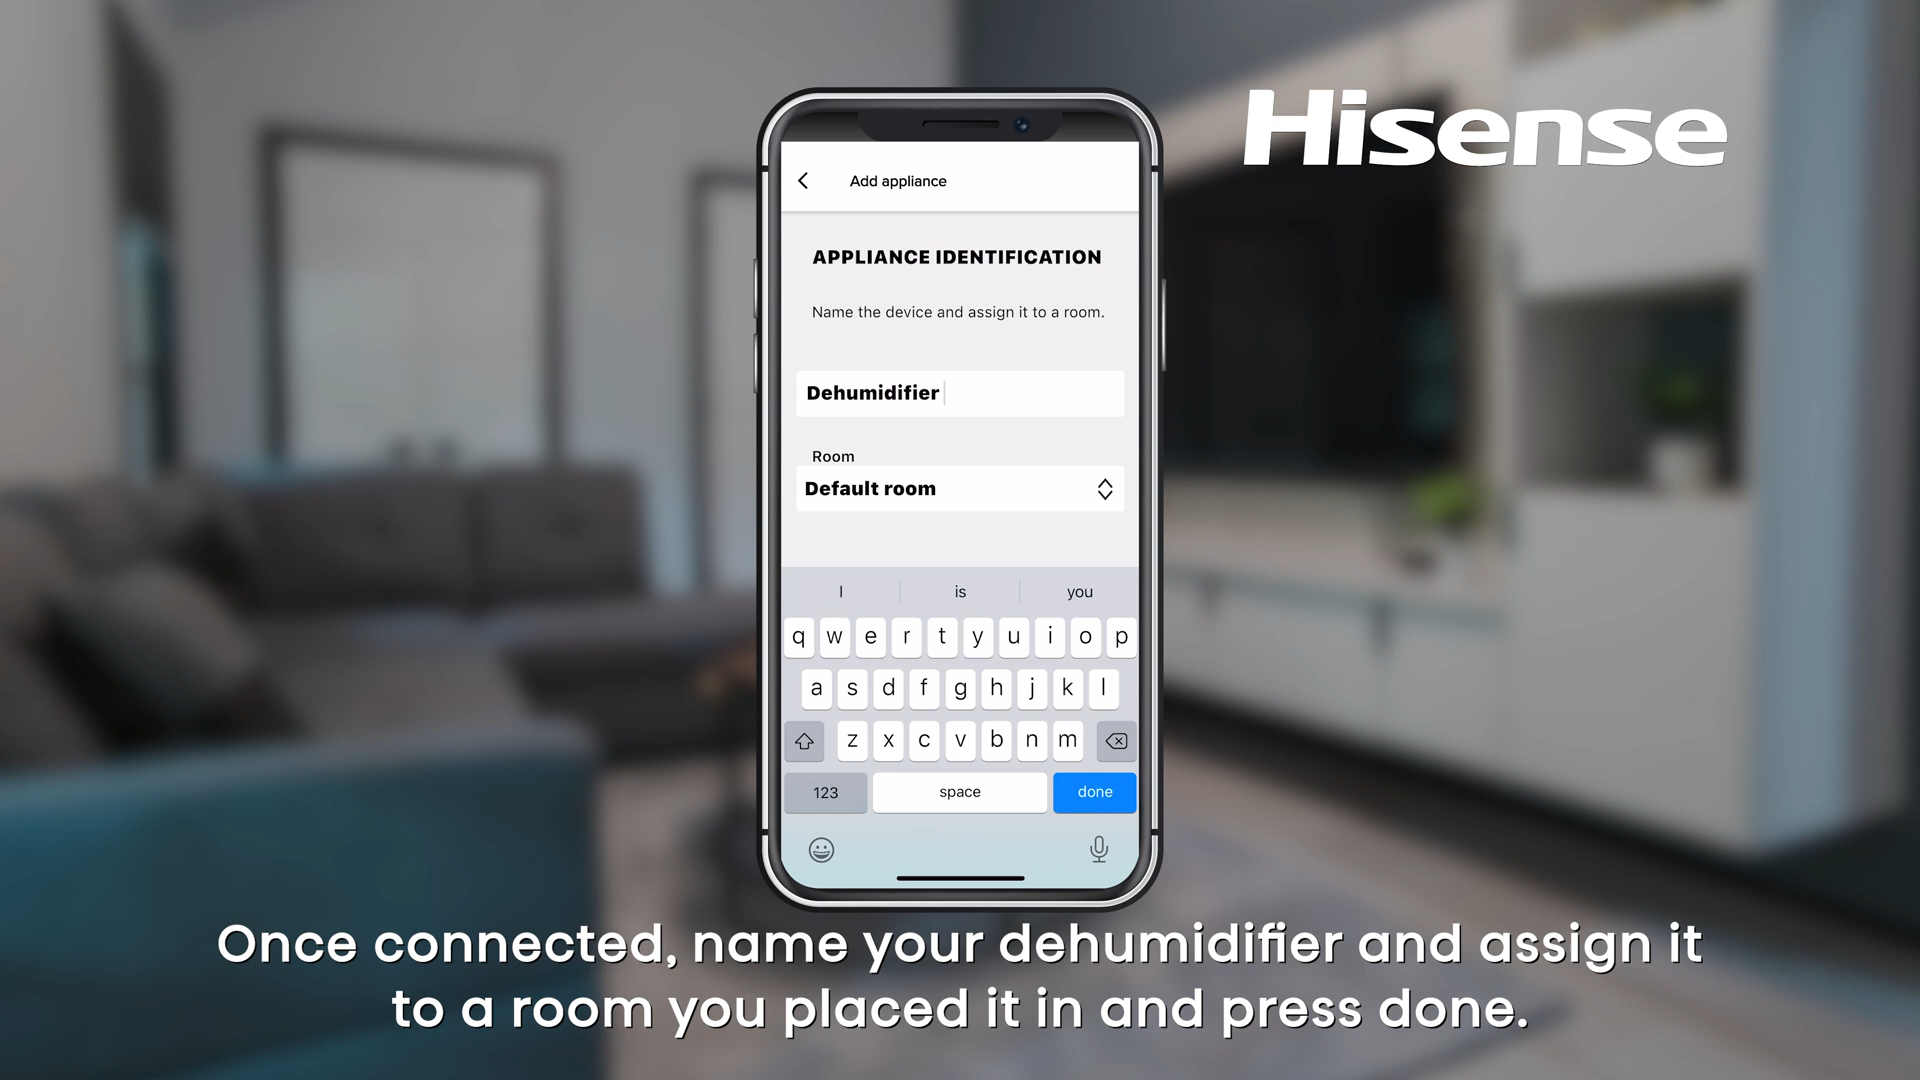 Hisense
Add appliance
APPLIANCE IDENTIFICATION
Name the device and assign it to a room.
Dehumidifier
Room
Default room
I is you
q w e r t y u i o p
a s d f g h j k l
z x c v b n m
123 space done
Once connected, name your dehumidifier and assign it
to a room you placed it in and press done.